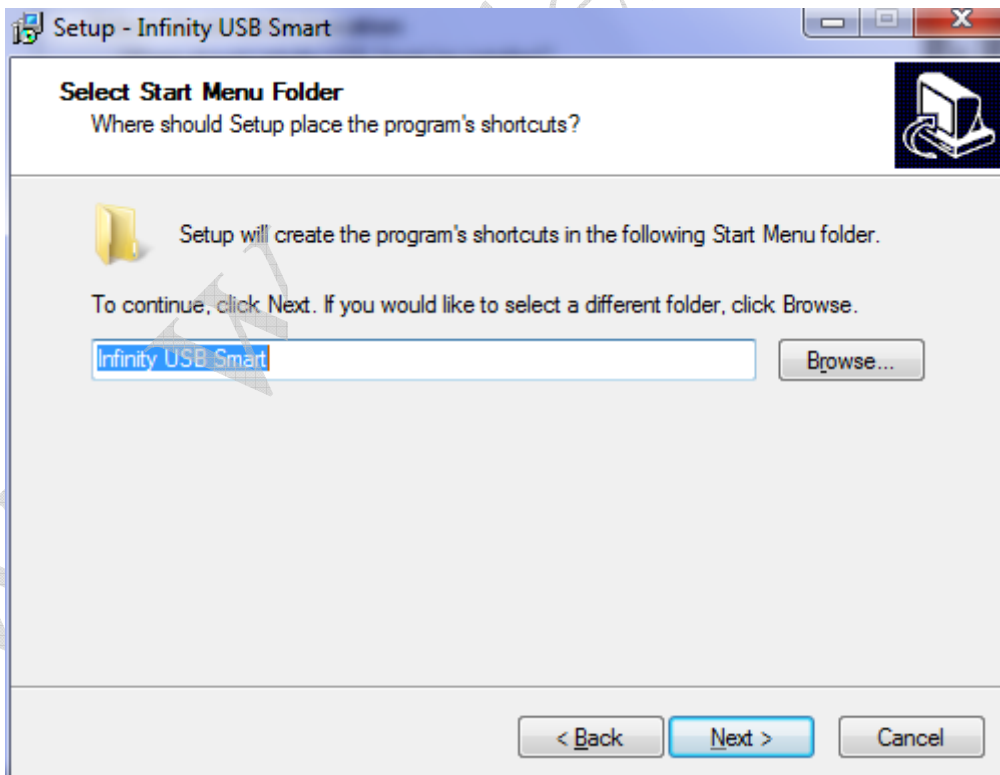 Setup - Infinity USB Smart
Select Start Menu Folder
Where should Setup place the program's shortcuts?
Setup will create the program's shortcuts in the following Start Menu folder.
To continue, click Next. If you would like to select a different folder, click Browse.
Infinity USB Smart
Browse...
< Back
Next >
Cancel